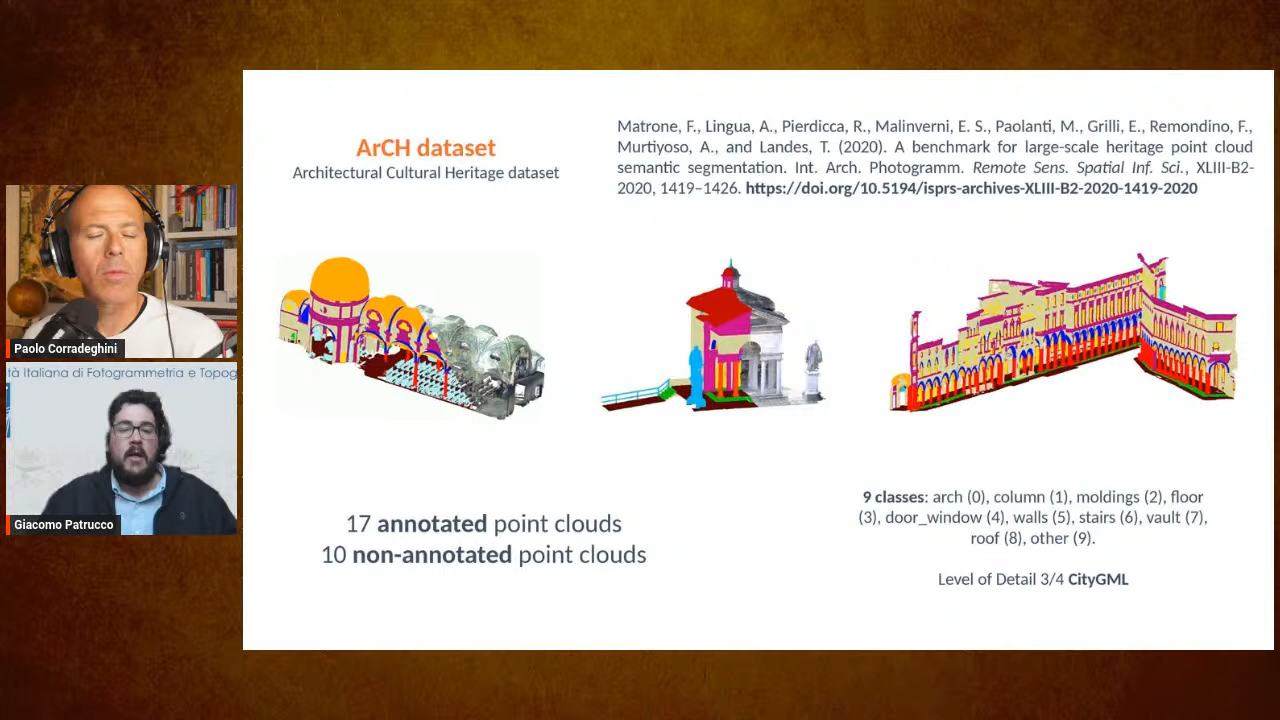 ArCH dataset
Architectural Cultural Heritage dataset
Matrone, F., Lingua, A., Pierdicca, R., Malinverni, E. S., Paolanti, M., Grilli, E., Remondino, F.,
Murtiyoso, A., and Landes, T. (2020). A benchmark for large-scale heritage point cloud
semantic segmentation. Int. Arch. Photogramm. Remote Sens. Spatial Inf. Sci., XLIII-B2-
2020, 1419–1426. https://doi.org/10.5194/isprs-archives-XLIII-B2-2020-1419-2020
Paolo Corradeghini
tà Italiana di Fotogrammetria e Topog
Giacomo Patrucco
17 annotated point clouds
10 non-annotated point clouds
9 classes: arch (0), column (1), moldings (2), floor
(3), door_window (4), walls (5), stairs (6), vault (7),
roof (8), other (9).
Level of Detail 3/4 CityGML